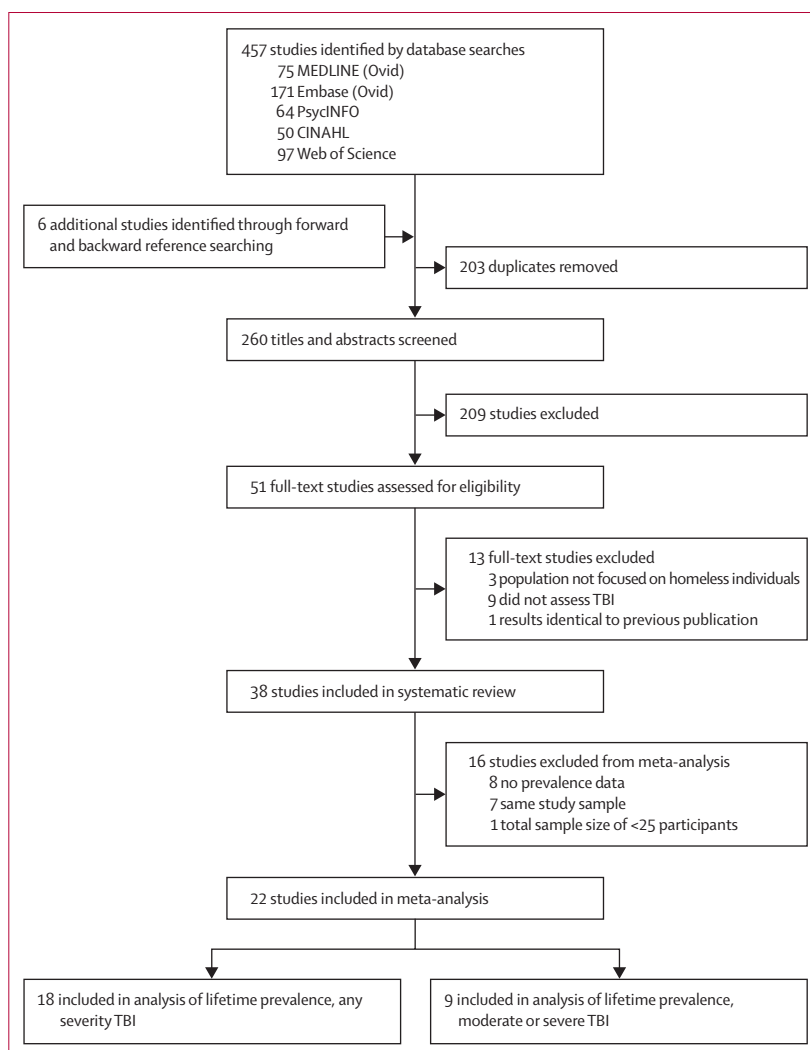 457 studies identified by database searches
75 MEDLINE (Ovid)
171 Embase (Ovid)
64 PsycINFO
50 CINAHL
97 Web of Science
6 additional studies identified through forward
and backward reference searching
203 duplicates removed
260 titles and abstracts screened
209 studies excluded
51 full-text studies assessed for eligibility
13 full-text studies excluded
3 population not focused on homeless individuals
9 did not assess TBI
1 results identical to previous publication
38 studies included in systematic review
16 studies excluded from meta-analysis
8 no prevalence data
7 same study sample
1 total sample size of <25 participants
22 studies included in meta-analysis
18 included in analysis of lifetime prevalence, any
severity TBI
9 included in analysis of lifetime prevalence,
moderate or severe TBI